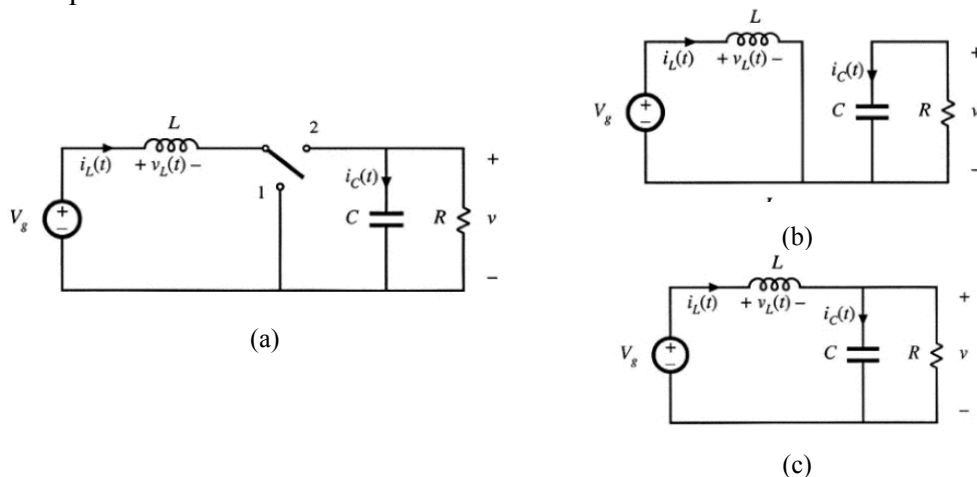 L
i_L(t)
+ v_L(t) −
2
1
V_g
+
−
i_C(t)
C
R
+
v
−
(a)
L
i_L(t)
+ v_L(t) −
V_g
+
−
i_C(t)
C
R
+
v
−
(b)
L
i_L(t)
+ v_L(t) −
V_g
+
−
i_C(t)
C
R
+
v
−
(c)